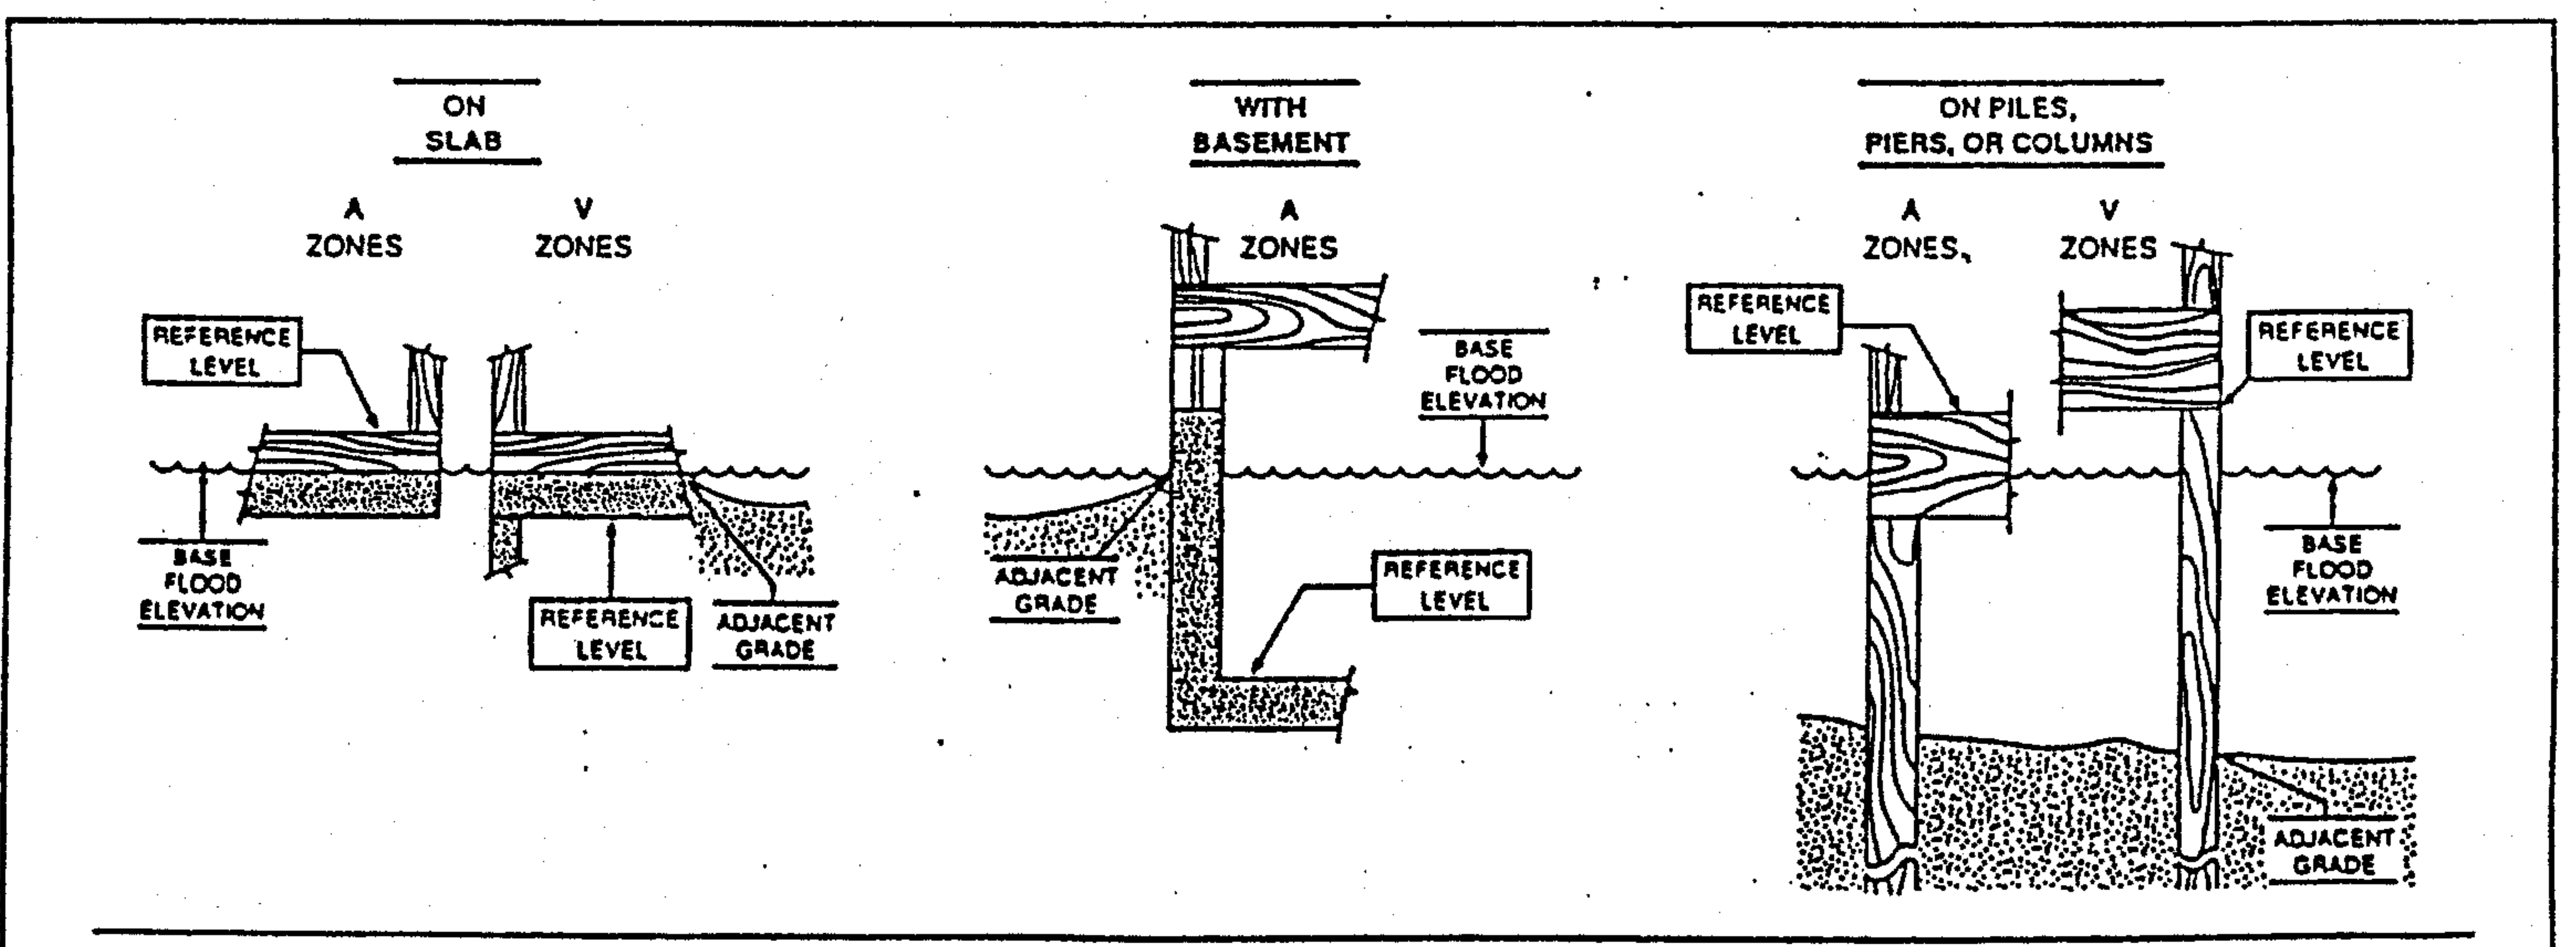 ON
SLAB
A
ZONES
V
ZONES
REFERENCE
LEVEL
BASE
FLOOD
ELEVATION
REFERENCE
LEVEL
ADJACENT
GRADE
WITH
BASEMENT
A
ZONES
BASE
FLOOD
ELEVATION
ADJACENT
GRADE
REFERENCE
LEVEL
ON PILES,
PIERS, OR COLUMNS
A
ZONES,
V
ZONES
REFERENCE
LEVEL
REFERENCE
LEVEL
BASE
FLOOD
ELEVATION
ADJACENT
GRADE